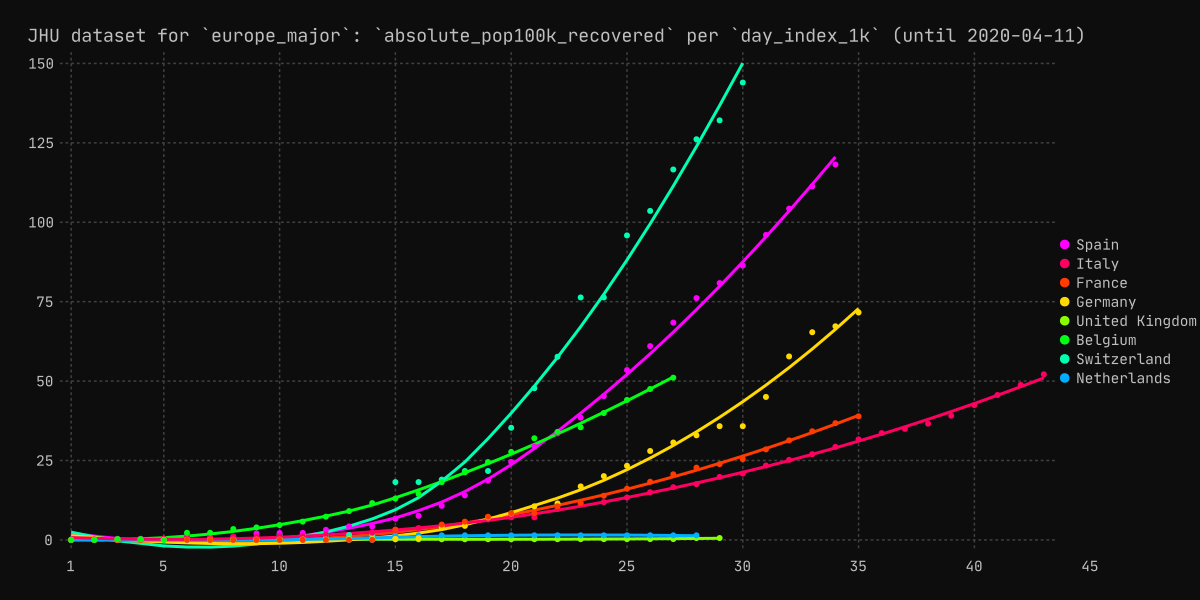 JHU dataset for `europe_major`: `absolute_pop100k_recovered` per `day_index_1k` (until 2020-04-11)
150
125
100
75
50
25
0
1
5
10
15
20
25
30
35
40
45
Spain
Italy
France
Germany
United Kingdom
Belgium
Switzerland
Netherlands